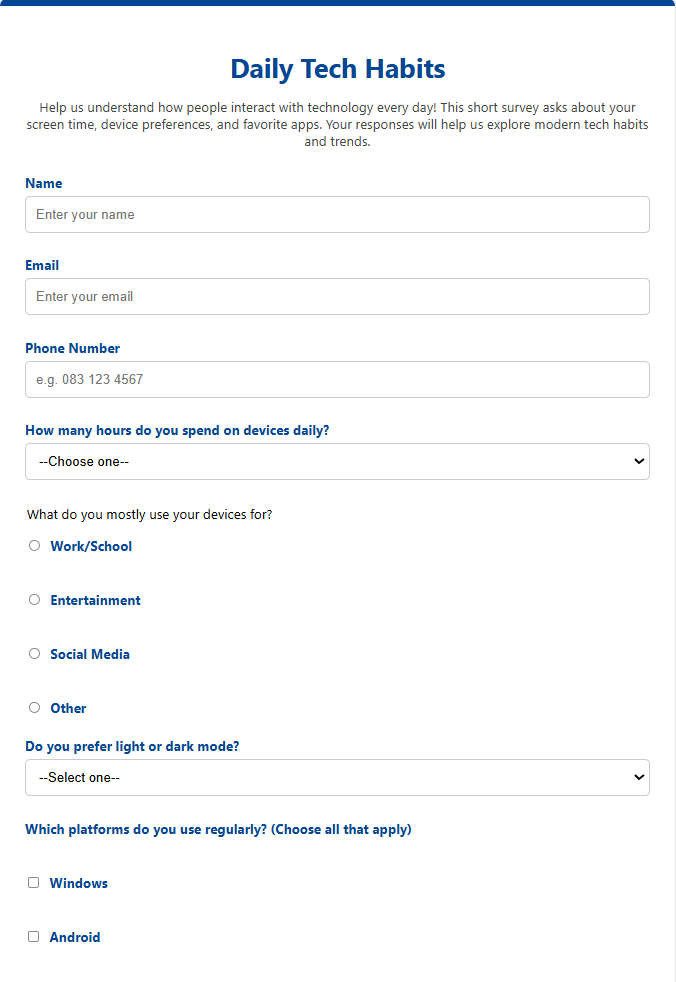 Daily Tech Habits
Help us understand how people interact with technology every day! This short survey asks about your
screen time, device preferences, and favorite apps. Your responses will help us explore modern tech habits
and trends.
Name
Enter your name
Email
Enter your email
Phone Number
e.g. 083 123 4567
How many hours do you spend on devices daily?
--Choose one--
What do you mostly use your devices for?
Work/School
Entertainment
Social Media
Other
Do you prefer light or dark mode?
--Select one--
Which platforms do you use regularly? (Choose all that apply)
Windows
Android